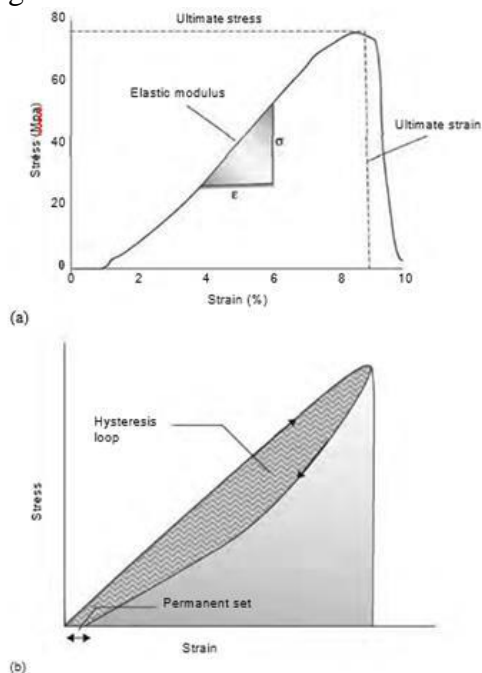 80
Ultimate stress
60
Elastic modulus
Stress (Mpa)
40
σ
Ultimate strain
20
ε
0
0 2 4 6 8 10
Strain (%)
(a)
Hysteresis
loop
Stress
Permanent set
Strain
(b)